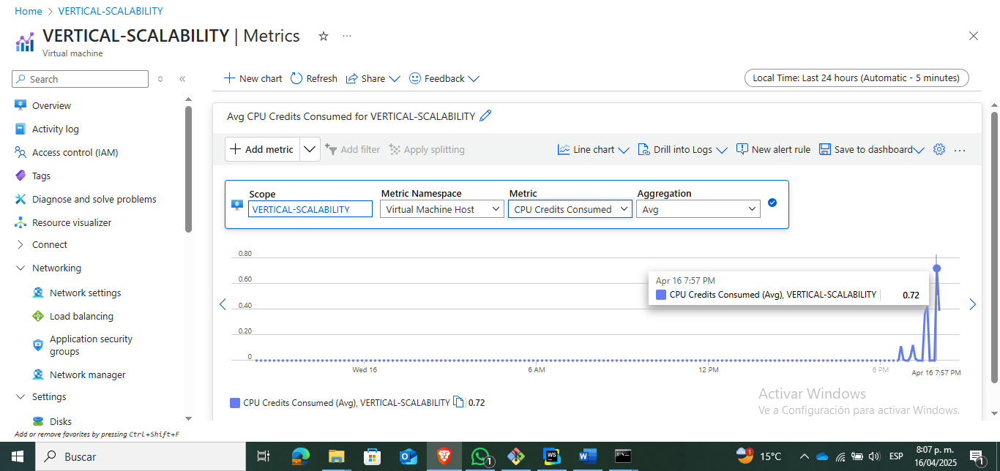 Home > VERTICAL-SCALABILITY
VERTICAL-SCALABILITY | Metrics
Virtual machine
Search
Overview
Activity log
Access control (IAM)
Tags
Diagnose and solve problems
Resource visualizer
Connect
Networking
Network settings
Load balancing
Application security
groups
Network manager
Settings
Disks
Add or remove favorites by pressing Ctrl+Shift+F
New chart Refresh Share Feedback
Local Time: Last 24 hours (Automatic - 5 minutes)
Avg CPU Credits Consumed for VERTICAL-SCALABILITY
Add metric Add filter Apply splitting Line chart Drill into Logs New alert rule Save to dashboard
Scope Metric Namespace Metric Aggregation
VERTICAL-SCALABILITY Virtual Machine Host CPU Credits Consumed Avg
0.80
0.60
0.40
0.20
0
Apr 16 7:57 PM
CPU Credits Consumed (Avg), VERTICAL-SCALABILITY 0.72
Wed 16 6 AM 12 PM 6 PM Apr 16 7:57 PM
CPU Credits Consumed (Avg), VERTICAL-SCALABILITY 0.72
Activar Windows
Ve a Configuración para activar Windows.
Buscar
1
WS
W
1
15°C
ESP
8:07 p. m.
16/04/2025
1